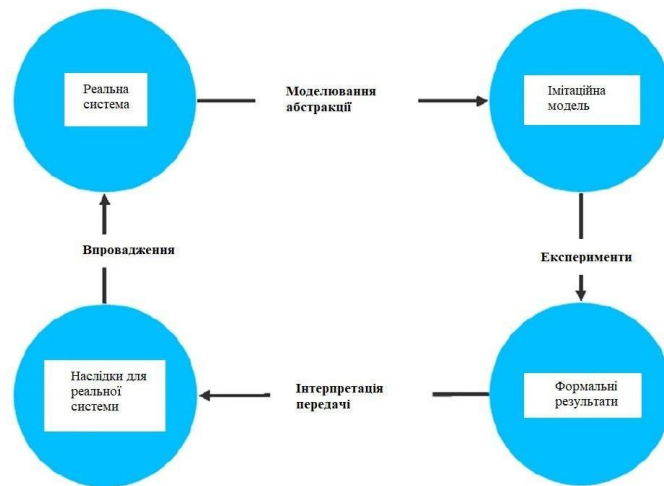 Реальна
система
Моделювання
абстракції
Імітаційна
модель
Впровадження
Експерименти
Наслідки для
реальної
системи
Інтерпретація
передачі
Формальні
результати